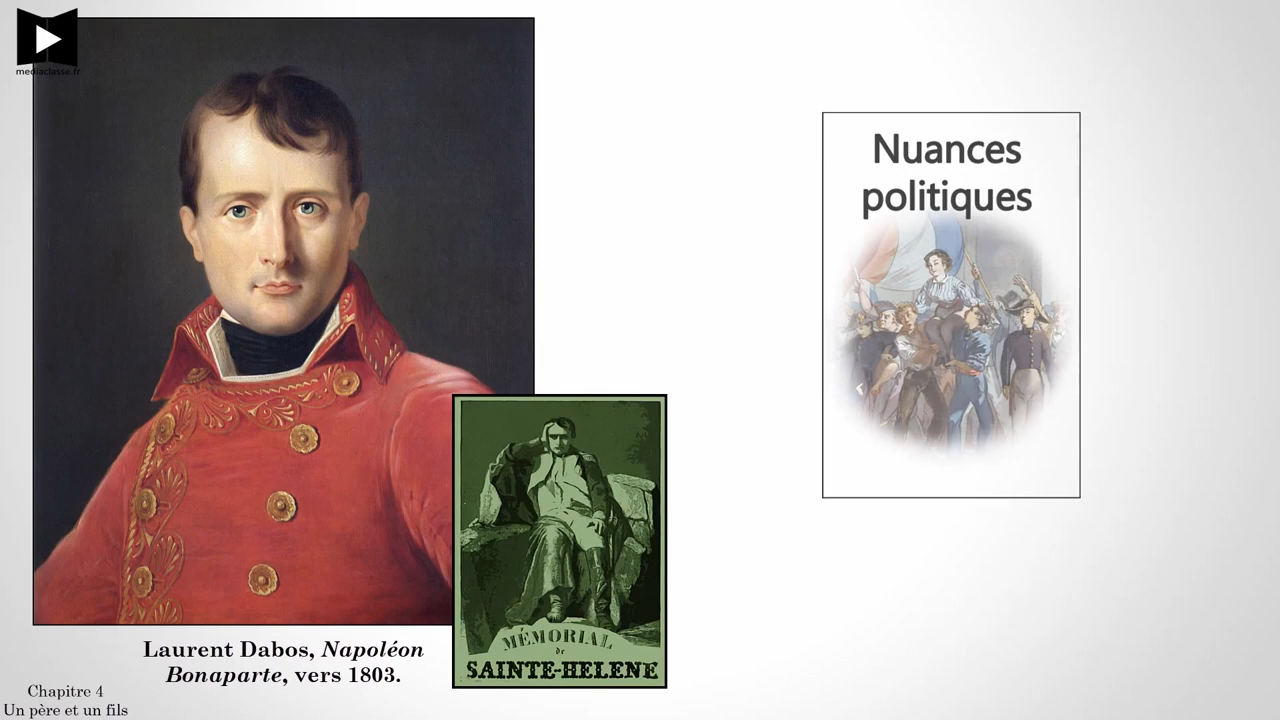 mediaclasse.fr
Nuances
politiques
MÉMORIAL
de
SAINTE-HELENE
Laurent Dabos, Napoléon
Bonaparte, vers 1803.
Chapitre 4
Un père et un fils